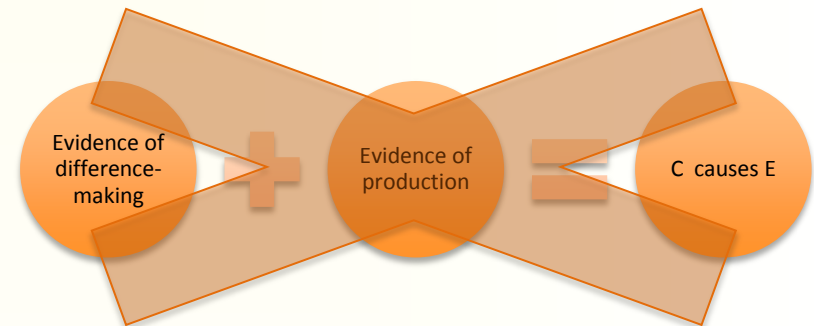 Evidence of
difference-
making
Evidence of
production
C causes E